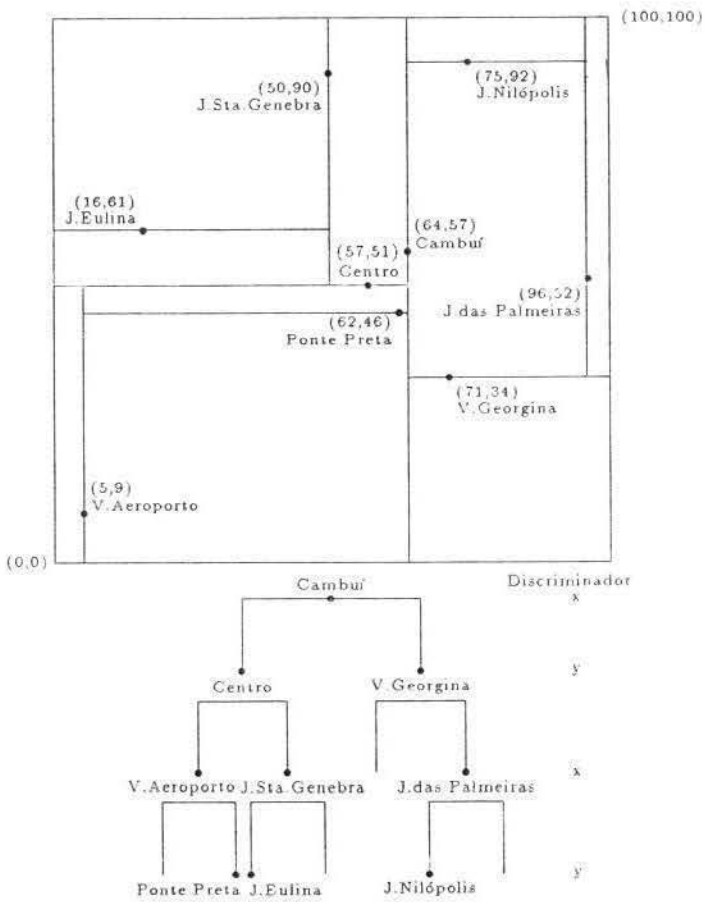 (100,100)
(50,90)
J.Sta.Genebra
(75,92)
J.Nilópolis
(16,61)
J.Eulina
(64,57)
Cambuí
(57,51)
Centro
(96,52)
J.das Palmeiras
(62,46)
Ponte Preta
(71,34)
V.Georgina
(5,9)
V.Aeroporto
(0,0)
Cambuí
Discriminador
x
Centro
V.Georgina
y
V.Aeroporto
J.Sta.Genebra
J.das Palmeiras
x
Ponte Preta
J.Eulina
J.Nilópolis
y